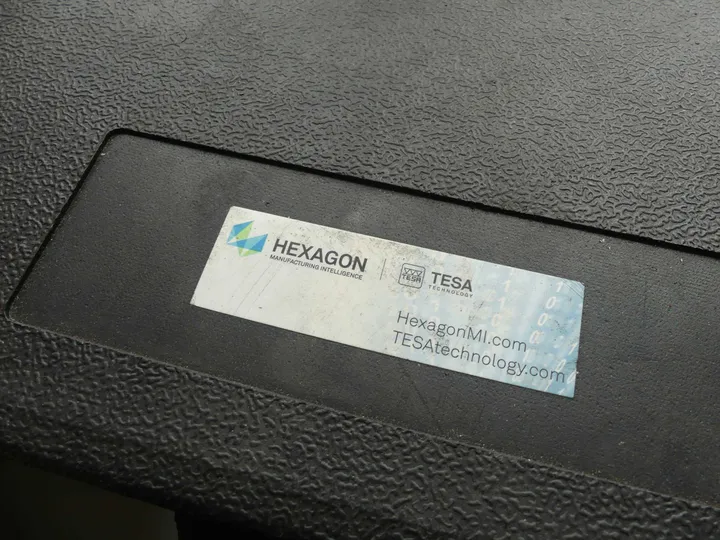 HEXAGON
MANUFACTURING INTELLIGENCE
TESA
TESA
TECHNOLOGY
HexagonMI.com
TESAtechnology.com